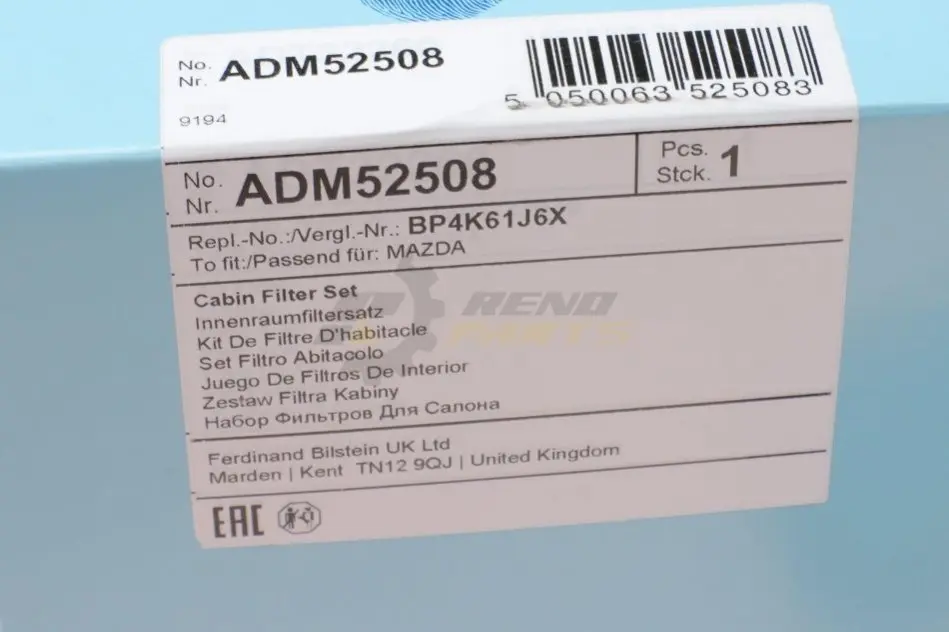 No.
Nr. ADM52508
5 050063 525083
9194
No.
Nr. ADM52508
Pcs.
Stck. 1
Repl.-No.:/Vergl.-Nr.: BP4K61J6X
To fit:/Passend für: MAZDA
Cabin Filter Set
Innenraumfiltersatz
Kit De Filtre D'habitacle
Set Filtro Abitacolo
Juego De Filtros De Interior
Zestaw Filtra Kabiny
Набор Фильтров Для Салона
RENO
PARTS
Ferdinand Bilstein UK Ltd
Marden | Kent TN12 9QJ | United Kingdom
EAC